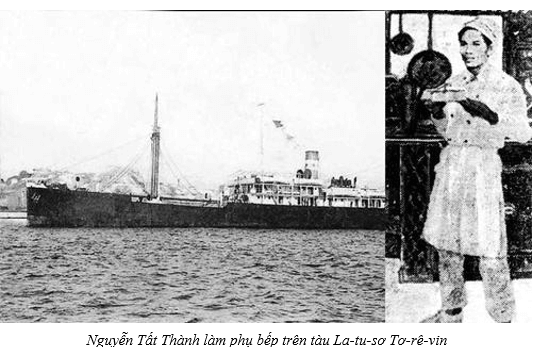 Nguyễn Tất Thành làm phụ bếp trên tàu La-tu-sơ Tơ-rê-vin